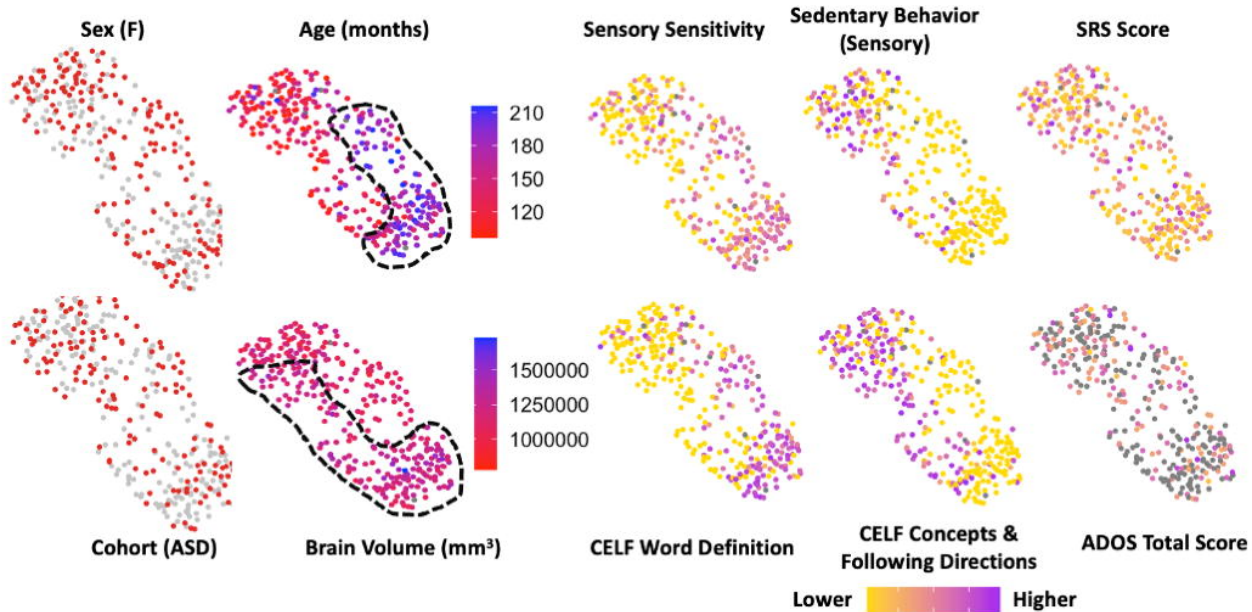 Sex (F)
Age (months)
Sensory Sensitivity
Sedentary Behavior
(Sensory)
SRS Score
210
180
150
120
1500000
1250000
1000000
Cohort (ASD)
Brain Volume (mm³)
CELF Word Definition
CELF Concepts &
Following Directions
ADOS Total Score
Lower
Higher